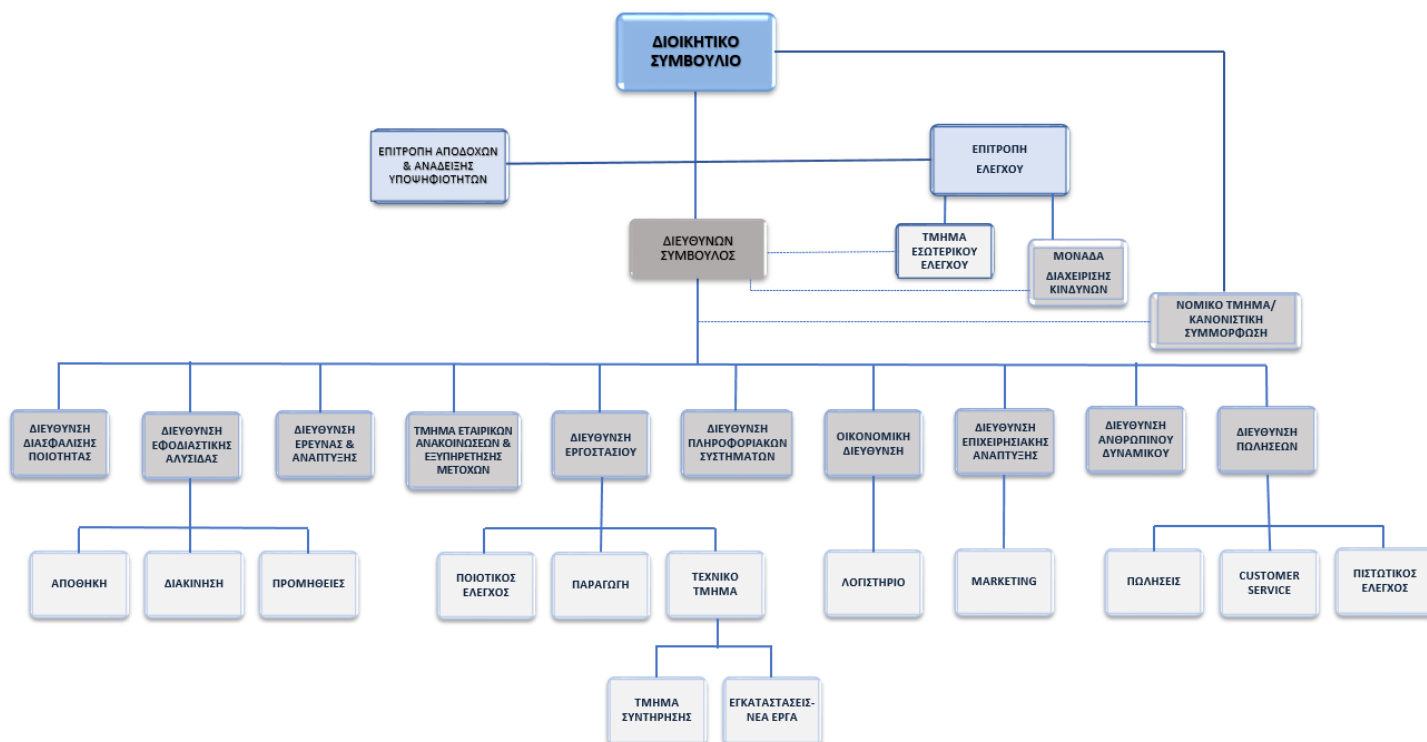 ΔΙΟΙΚΗΤΙΚΟ
ΣΥΜΒΟΥΛΙΟ
ΕΠΙΤΡΟΠΗ ΑΠΟΔΟΧΩΝ
& ΑΝΑΔΕΙΞΗΣ
ΥΠΟΨΗΦΙΟΤΗΤΩΝ
ΕΠΙΤΡΟΠΗ
ΕΛΕΓΧΟΥ
ΔΙΕΥΘΥΝΩΝ
ΣΥΜΒΟΥΛΟΣ
ΤΜΗΜΑ
ΕΣΩΤΕΡΙΚΟΥ
ΕΛΕΓΧΟΥ
ΜΟΝΑΔΑ
ΔΙΑΧΕΙΡΙΣΗΣ
ΚΙΝΔΥΝΩΝ
ΝΟΜΙΚΟ ΤΜΗΜΑ/
ΚΑΝΟΝΙΣΤΙΚΗ
ΣΥΜΜΟΡΦΩΣΗ
ΔΙΕΥΘΥΝΣΗ
ΔΙΑΣΦΑΛΙΣΗΣ
ΠΟΙΟΤΗΤΑΣ
ΔΙΕΥΘΥΝΣΗ
ΕΦΟΔΙΑΣΤΙΚΗΣ
ΑΛΥΣΙΔΑΣ
ΔΙΕΥΘΥΝΣΗ
ΕΡΕΥΝΑΣ &
ΑΝΑΠΤΥΞΗΣ
ΤΜΗΜΑ ΕΤΑΙΡΙΚΩΝ
ΑΝΑΚΟΙΝΩΣΕΩΝ &
ΕΞΥΠΗΡΕΤΗΣΗΣ
ΜΕΤΟΧΩΝ
ΔΙΕΥΘΥΝΣΗ
ΕΡΓΟΣΤΑΣΙΟΥ
ΔΙΕΥΘΥΝΣΗ
ΠΛΗΡΟΦΟΡΙΑΚΩΝ
ΣΥΣΤΗΜΑΤΩΝ
ΟΙΚΟΝΟΜΙΚΗ
ΔΙΕΥΘΥΝΣΗ
ΔΙΕΥΘΥΝΣΗ
ΕΠΙΧΕΙΡΗΣΙΑΚΗΣ
ΑΝΑΠΤΥΞΗΣ
ΔΙΕΥΘΥΝΣΗ
ΑΝΘΡΩΠΙΝΟΥ
ΔΥΝΑΜΙΚΟΥ
ΔΙΕΥΘΥΝΣΗ
ΠΩΛΗΣΕΩΝ
ΑΠΟΘΗΚΗ
ΔΙΑΚΙΝΗΣΗ
ΠΡΟΜΗΘΕΙΕΣ
ΠΟΙΟΤΙΚΟΣ
ΕΛΕΓΧΟΣ
ΠΑΡΑΓΩΓΗ
ΤΕΧΝΙΚΟ
ΤΜΗΜΑ
ΛΟΓΙΣΤΗΡΙΟ
MARKETING
ΠΩΛΗΣΕΙΣ
CUSTOMER
SERVICE
ΠΙΣΤΩΤΙΚΟΣ
ΕΛΕΓΧΟΣ
ΤΜΗΜΑ
ΣΥΝΤΗΡΗΣΗΣ
ΕΓΚΑΤΑΣΤΑΣΕΙΣ-
ΝΕΑ ΕΡΓΑ